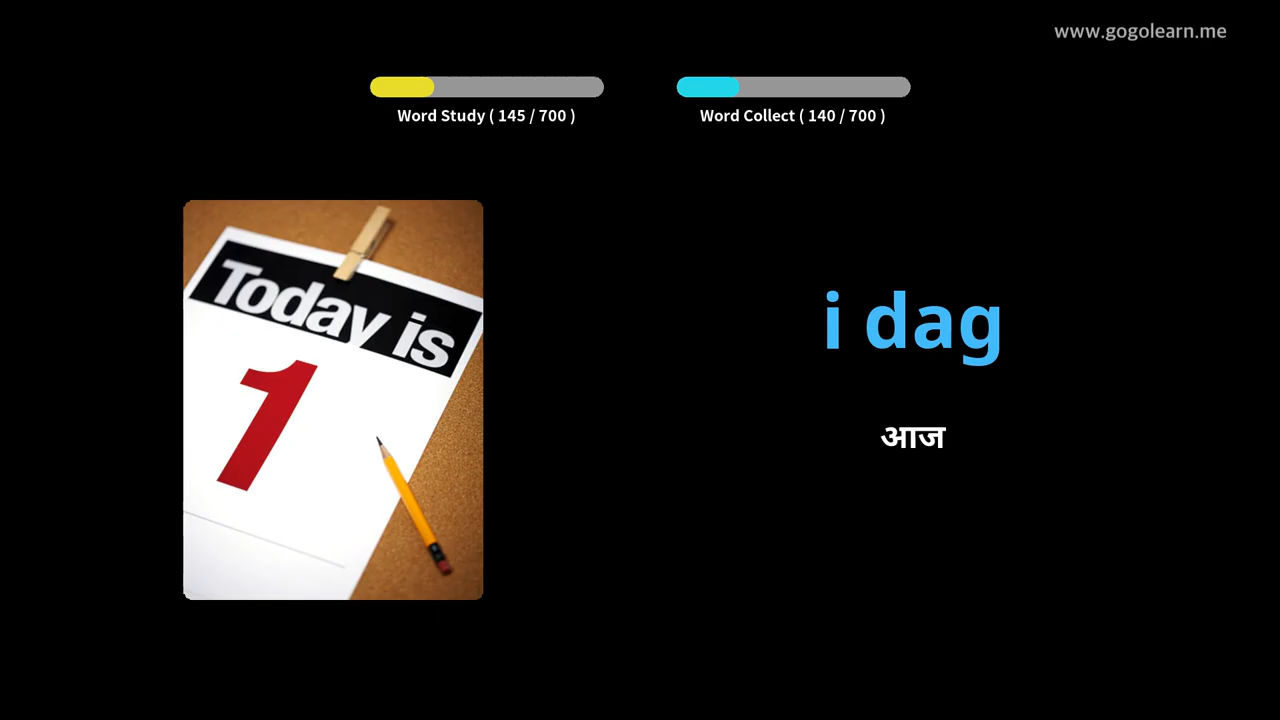 www.gogolearn.me
Word Study ( 145 / 700 )
Word Collect ( 140 / 700 )
Today is
1
i dag
आज